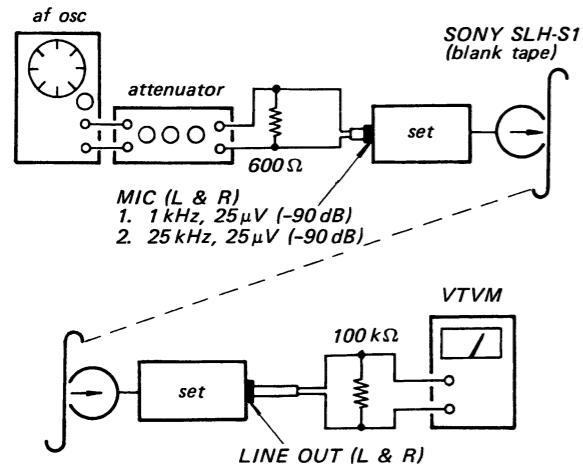 af osc
SONY SLH-S1
(blank tape)
attenuator
set
600Ω
MIC (L & R)
1. 1 kHz, 25 μV (-90 dB)
2. 25 kHz, 25 μV (-90 dB)
VTVM
100 kΩ
set
LINE OUT (L & R)